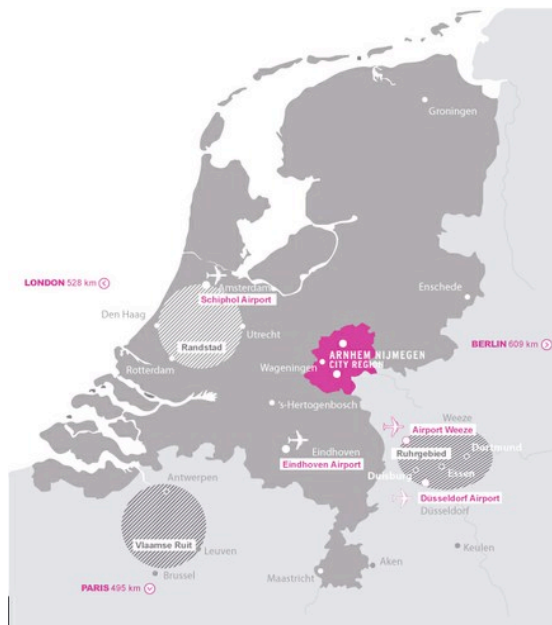 Groningen
LONDON 528 km
Amsterdam
Schiphol Airport
Enschede
Den Haag
Utrecht
Randstad
ARNHEM NIJMEGEN
CITY REGION
BERLIN 609 km
Rotterdam
Wageningen
's-Hertogenbosch
Weeze
Airport Weeze
Eindhoven
Eindhoven Airport
Ruhrgebied
Dortmund
Duisburg
Essen
Antwerpen
Düsseldorf Airport
Düsseldorf
Vlaamse Ruit
Leuven
Keulen
Brussel
Aken
Maastricht
PARIS 495 km